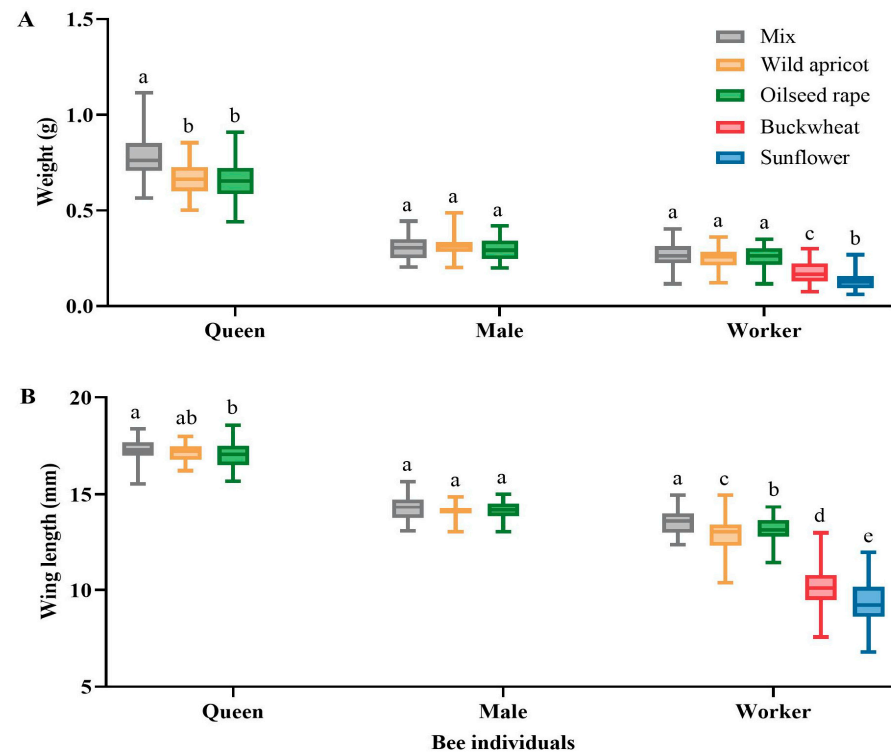 A
1.5
1.0
0.5
0.0
Weight (g)
Mix
Wild apricot
Oilseed rape
Buckwheat
Sunflower
a b b
a a a
a a a c b
Queen Male Worker
B
20
15
10
5
Wing length (mm)
a ab b
a a a
a c b d e
Queen Male Worker
Bee individuals